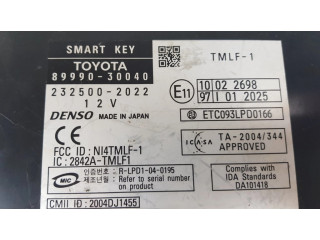 SMART KEY
TMLF-1
TOYOTA
89990-30040
232500-2022
12V
DENSO MADE IN JAPAN
E11
10 02 2698
97 I 01 2025
ETC093LPD0166
ICASA
TA-2004/344
APPROVED
FCC ID : NI4TMLF-1
IC : 2842A-TMLF1
MIC
인증번호 : R-LPD1-04-0195
제조년월 : Refer to serial number
on product
Complies with
IDA Standards
DA101418
CMII ID : 2004DJ1455